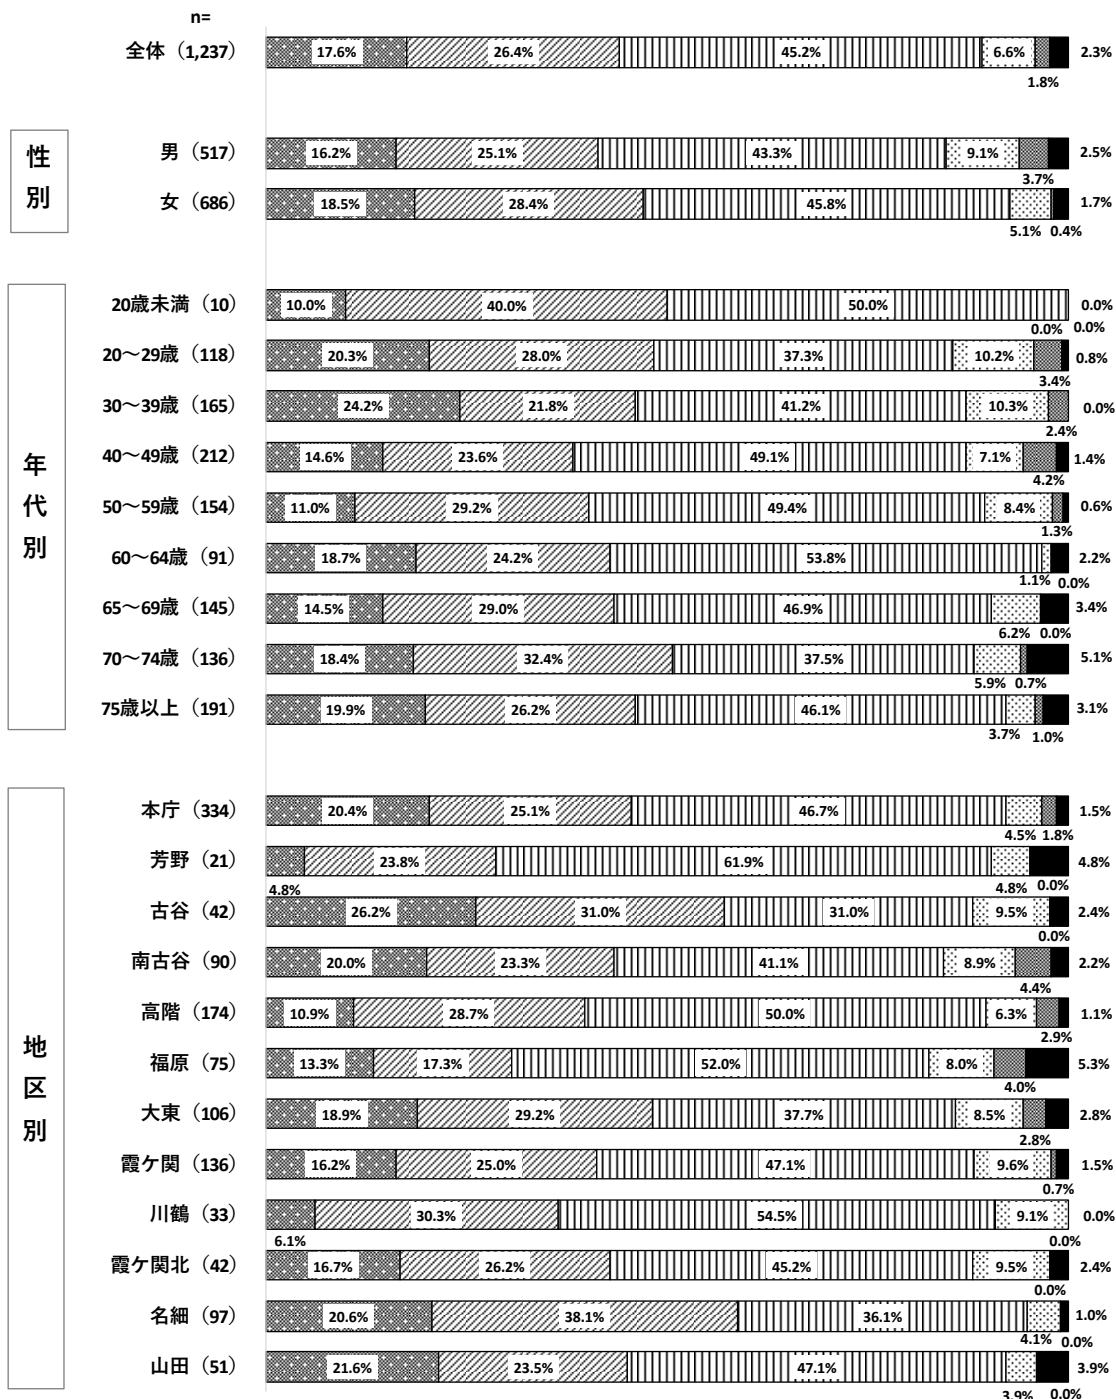 n=
全体（1,237） 17.6% 26.4% 45.2% 6.6% 2.3%
1.8%
性別
男（517） 16.2% 25.1% 43.3% 9.1% 2.5%
3.7%
女（686） 18.5% 28.4% 45.8% 1.7%
5.1% 0.4%
年代別
20歳未満（10） 10.0% 40.0% 50.0% 0.0%
0.0% 0.0%
20～29歳（118） 20.3% 28.0% 37.3% 10.2% 0.8%
3.4%
30～39歳（165） 24.2% 21.8% 41.2% 10.3% 0.0%
2.4%
40～49歳（212） 14.6% 23.6% 49.1% 7.1% 1.4%
4.2%
50～59歳（154） 11.0% 29.2% 49.4% 8.4% 0.6%
1.3%
60～64歳（91） 18.7% 24.2% 53.8% 2.2%
1.1% 0.0%
65～69歳（145） 14.5% 29.0% 46.9% 3.4%
6.2% 0.0%
70～74歳（136） 18.4% 32.4% 37.5% 5.1%
5.9% 0.7%
75歳以上（191） 19.9% 26.2% 46.1% 3.1%
3.7% 1.0%
地区別
本庁（334） 20.4% 25.1% 46.7% 1.5%
4.5% 1.8%
芳野（21） 23.8% 61.9% 4.8%
4.8% 4.8% 0.0%
古谷（42） 26.2% 31.0% 31.0% 9.5% 2.4%
0.0%
南古谷（90） 20.0% 23.3% 41.1% 8.9% 2.2%
4.4%
高階（174） 10.9% 28.7% 50.0% 6.3% 1.1%
2.9%
福原（75） 13.3% 17.3% 52.0% 8.0% 5.3%
4.0%
大東（106） 18.9% 29.2% 37.7% 8.5% 2.8%
2.8%
霞ケ関（136） 16.2% 25.0% 47.1% 9.6% 1.5%
0.7%
川鶴（33） 30.3% 54.5% 9.1% 0.0%
6.1% 0.0%
霞ケ関北（42） 16.7% 26.2% 45.2% 9.5% 2.4%
0.0%
名細（97） 20.6% 38.1% 36.1% 1.0%
4.1% 0.0%
山田（51） 21.6% 23.5% 47.1% 3.9%
3.9% 0.0%